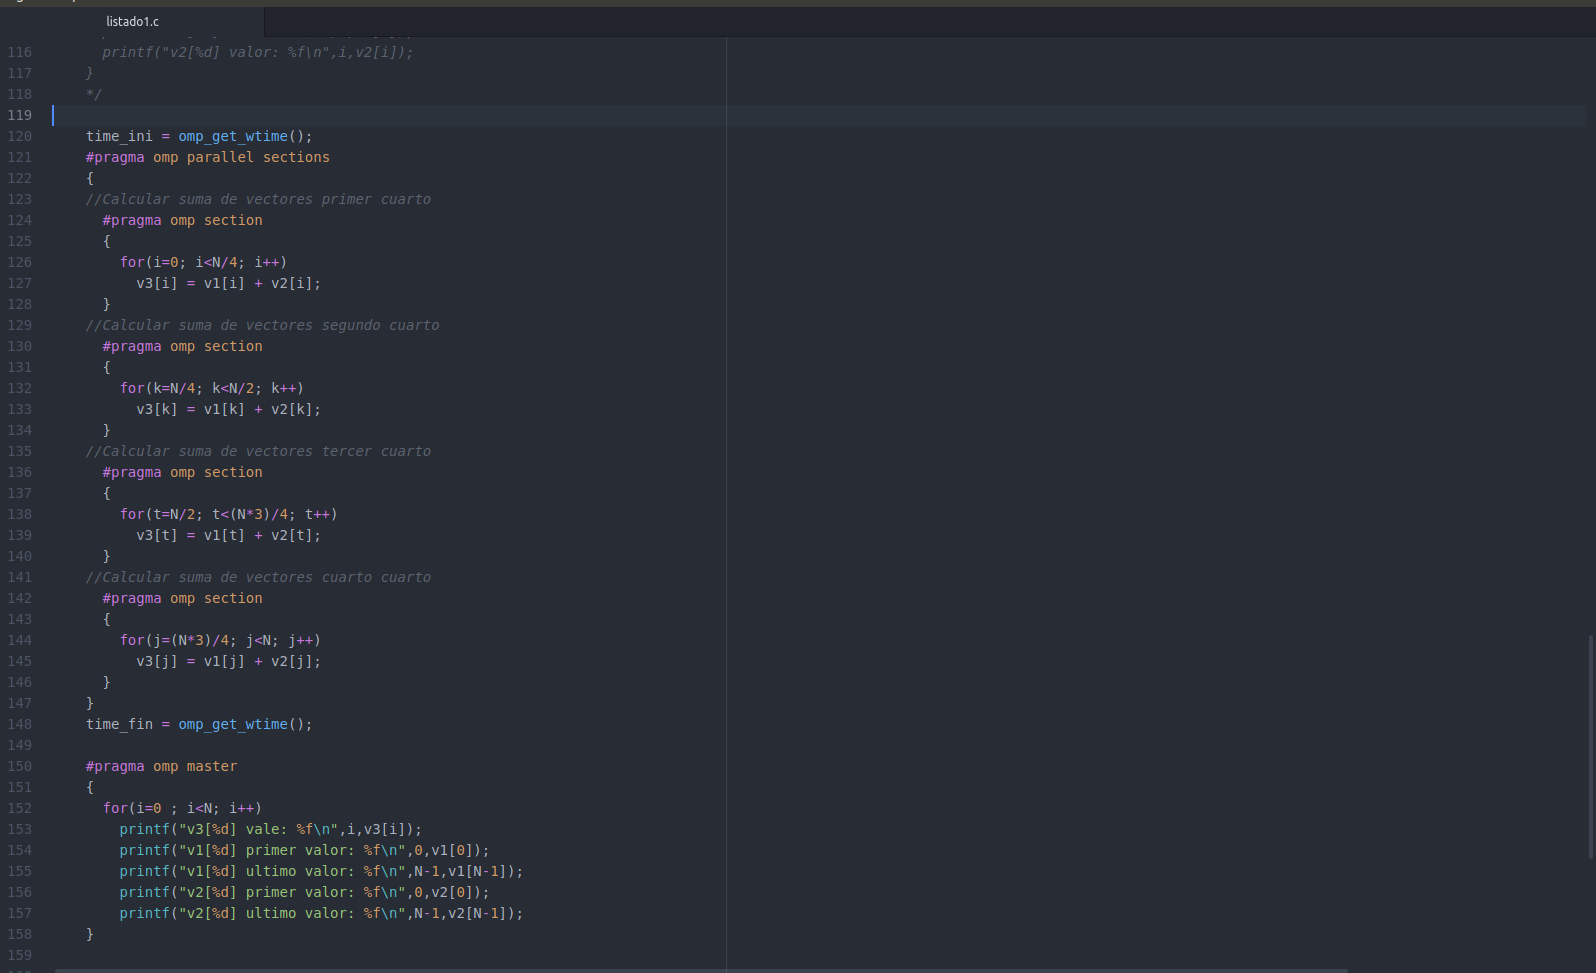 listado1.c
116 printf("v2[%d] valor: %f\n",i,v2[i]);
117 }
118 */
119
120 time_ini = omp_get_wtime();
121 #pragma omp parallel sections
122 {
123 //Calcular suma de vectores primer cuarto
124 #pragma omp section
125 {
126 for(i=0; i<N/4; i++)
127 v3[i] = v1[i] + v2[i];
128 }
129 //Calcular suma de vectores segundo cuarto
130 #pragma omp section
131 {
132 for(k=N/4; k<N/2; k++)
133 v3[k] = v1[k] + v2[k];
134 }
135 //Calcular suma de vectores tercer cuarto
136 #pragma omp section
137 {
138 for(t=N/2; t<(N*3)/4; t++)
139 v3[t] = v1[t] + v2[t];
140 }
141 //Calcular suma de vectores cuarto cuarto
142 #pragma omp section
143 {
144 for(j=(N*3)/4; j<N; j++)
145 v3[j] = v1[j] + v2[j];
146 }
147 }
148 time_fin = omp_get_wtime();
149
150 #pragma omp master
151 {
152 for(i=0 ; i<N; i++)
153 printf("v3[%d] vale: %f\n",i,v3[i]);
154 printf("v1[%d] primer valor: %f\n",0,v1[0]);
155 printf("v1[%d] ultimo valor: %f\n",N-1,v1[N-1]);
156 printf("v2[%d] primer valor: %f\n",0,v2[0]);
157 printf("v2[%d] ultimo valor: %f\n",N-1,v2[N-1]);
158 }
159